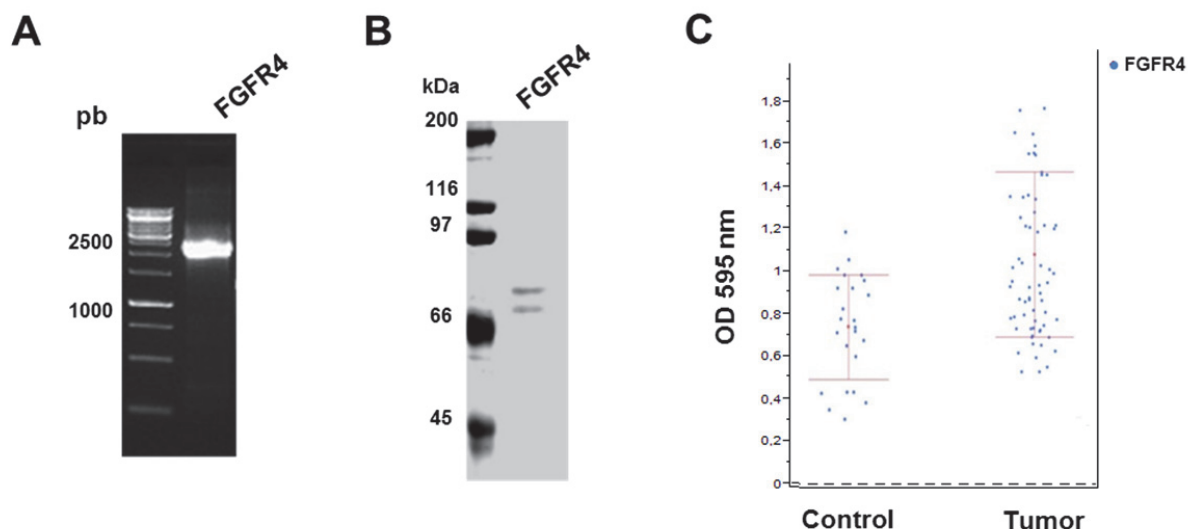 A
FGFR4
pb
2500
1000
B
FGFR4
kDa
200
116
97
66
45
C
FGFR4
OD 595 nm
1,8
1,6
1,4
1,2
1
0,8
0,6
0,4
0,2
0
Control
Tumor